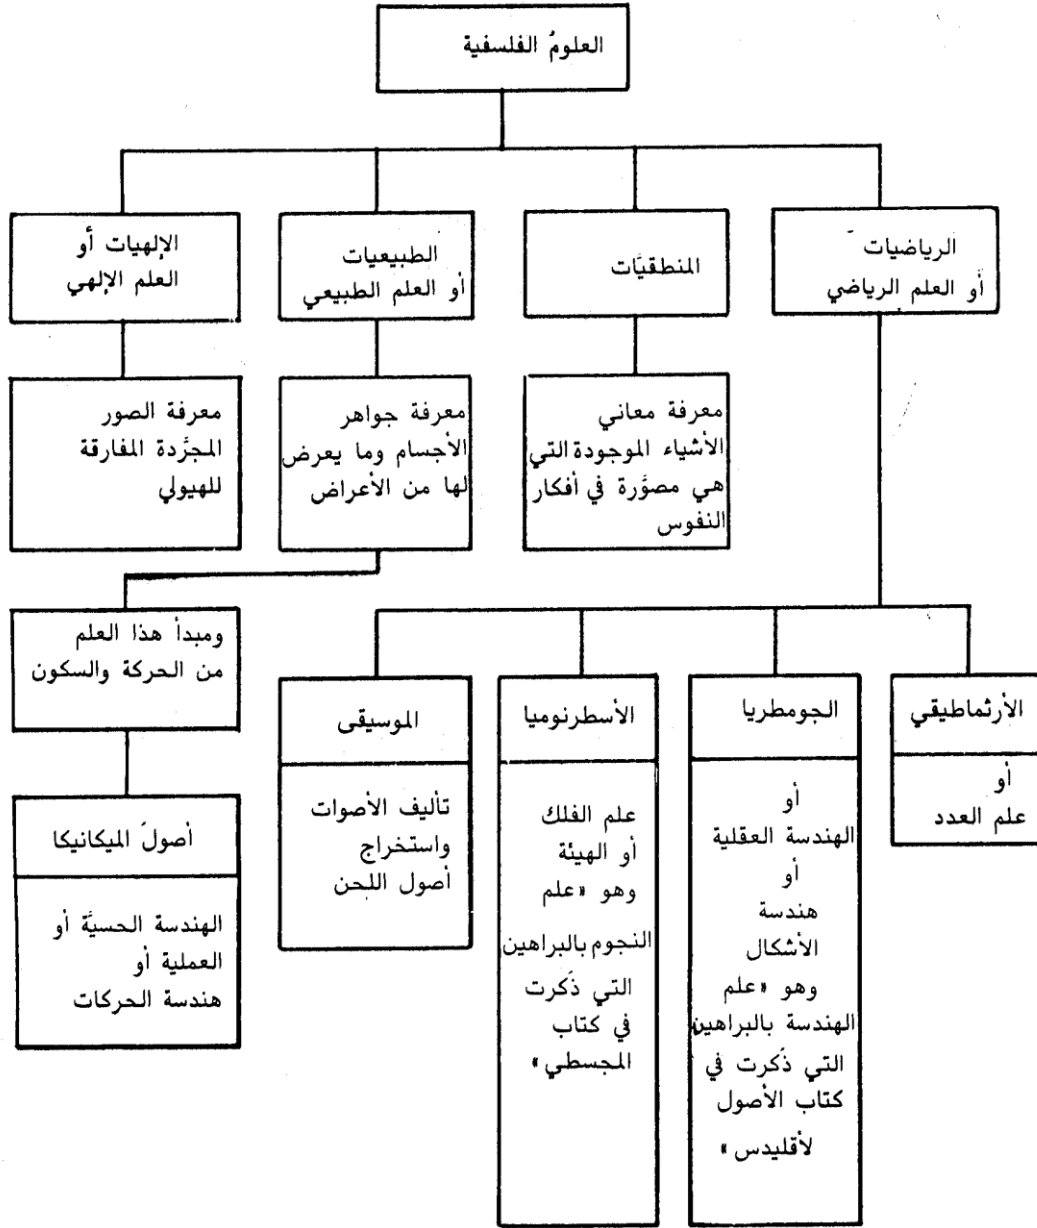 العلومُ الفلسفية
الرياضيات
أو العلم الرياضي
المنطقيَّات
الطبيعيات
أو العلم الطبيعي
الإلهيات أو
العلم الإلهي
معرفة معاني
الأشياء الموجودة التي
هي مصوَّرة في أفكار
النفوس
معرفة جواهر
الأجسام وما يعرض
لها من الأعراض
معرفة الصور
المجرَّدة المفارقة
للهيولي
ومبدأ هذا العلم
من الحركة والسكون
أصولَ الميكانيكا
الهندسة الحسيَّة أو
العملية أو
هندسة الحركات
الأرثماطيقي
أو
علم العدد
الجومطريا
أو
الهندسة العقلية
أو
هندسة
الأشكال
وهو «علم
الهندسة بالبراهين
التي ذَكرت في
كتاب الأصول
لأقليدس»
الأسطرنوميا
علم الفلك
أو الهيئة
وهو «علم
النجوم بالبراهين
التي ذَكرت
في كتاب
المجسطي»
الموسيقى
تأليف الأصوات
واستخراج
أصول اللحن